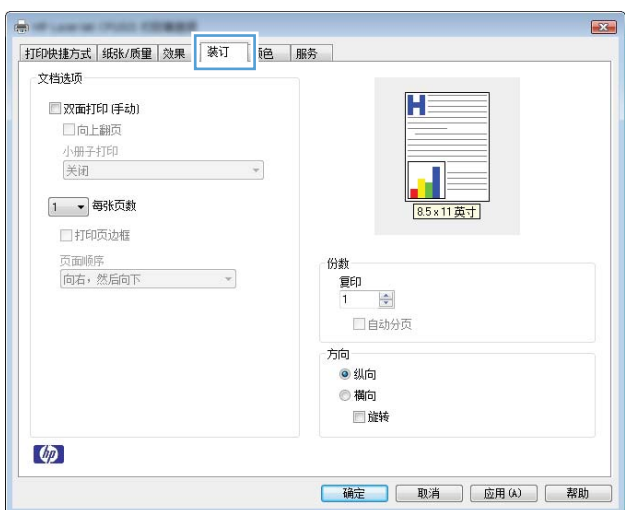 打印快捷方式 纸张/质量 效果 装订 颜色 服务
文档选项
双面打印(手动)
向上翻页
小册子打印
关闭
1 每张页数
打印页边框
页面顺序
向右，然后向下
H
8.5 x 11 英寸
份数
复印
1
自动分页
方向
纵向
横向
旋转
hp
确定 取消 应用(A) 帮助